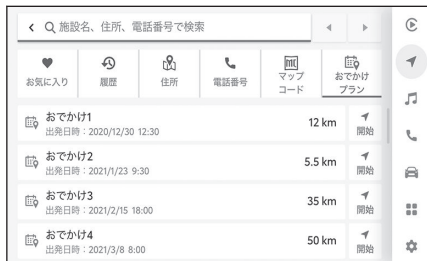 施設名、住所、電話番号で検索
お気に入り
履歴
住所
電話番号
マップ
コード
おでかけ
プラン
おでかけ1
出発日時：2020/12/30 12:30
12 km
開始
おでかけ2
出発日時：2021/1/23 9:30
5.5 km
開始
おでかけ3
出発日時：2021/2/15 18:00
35 km
開始
おでかけ4
出発日時：2021/3/8 8:00
50 km
開始